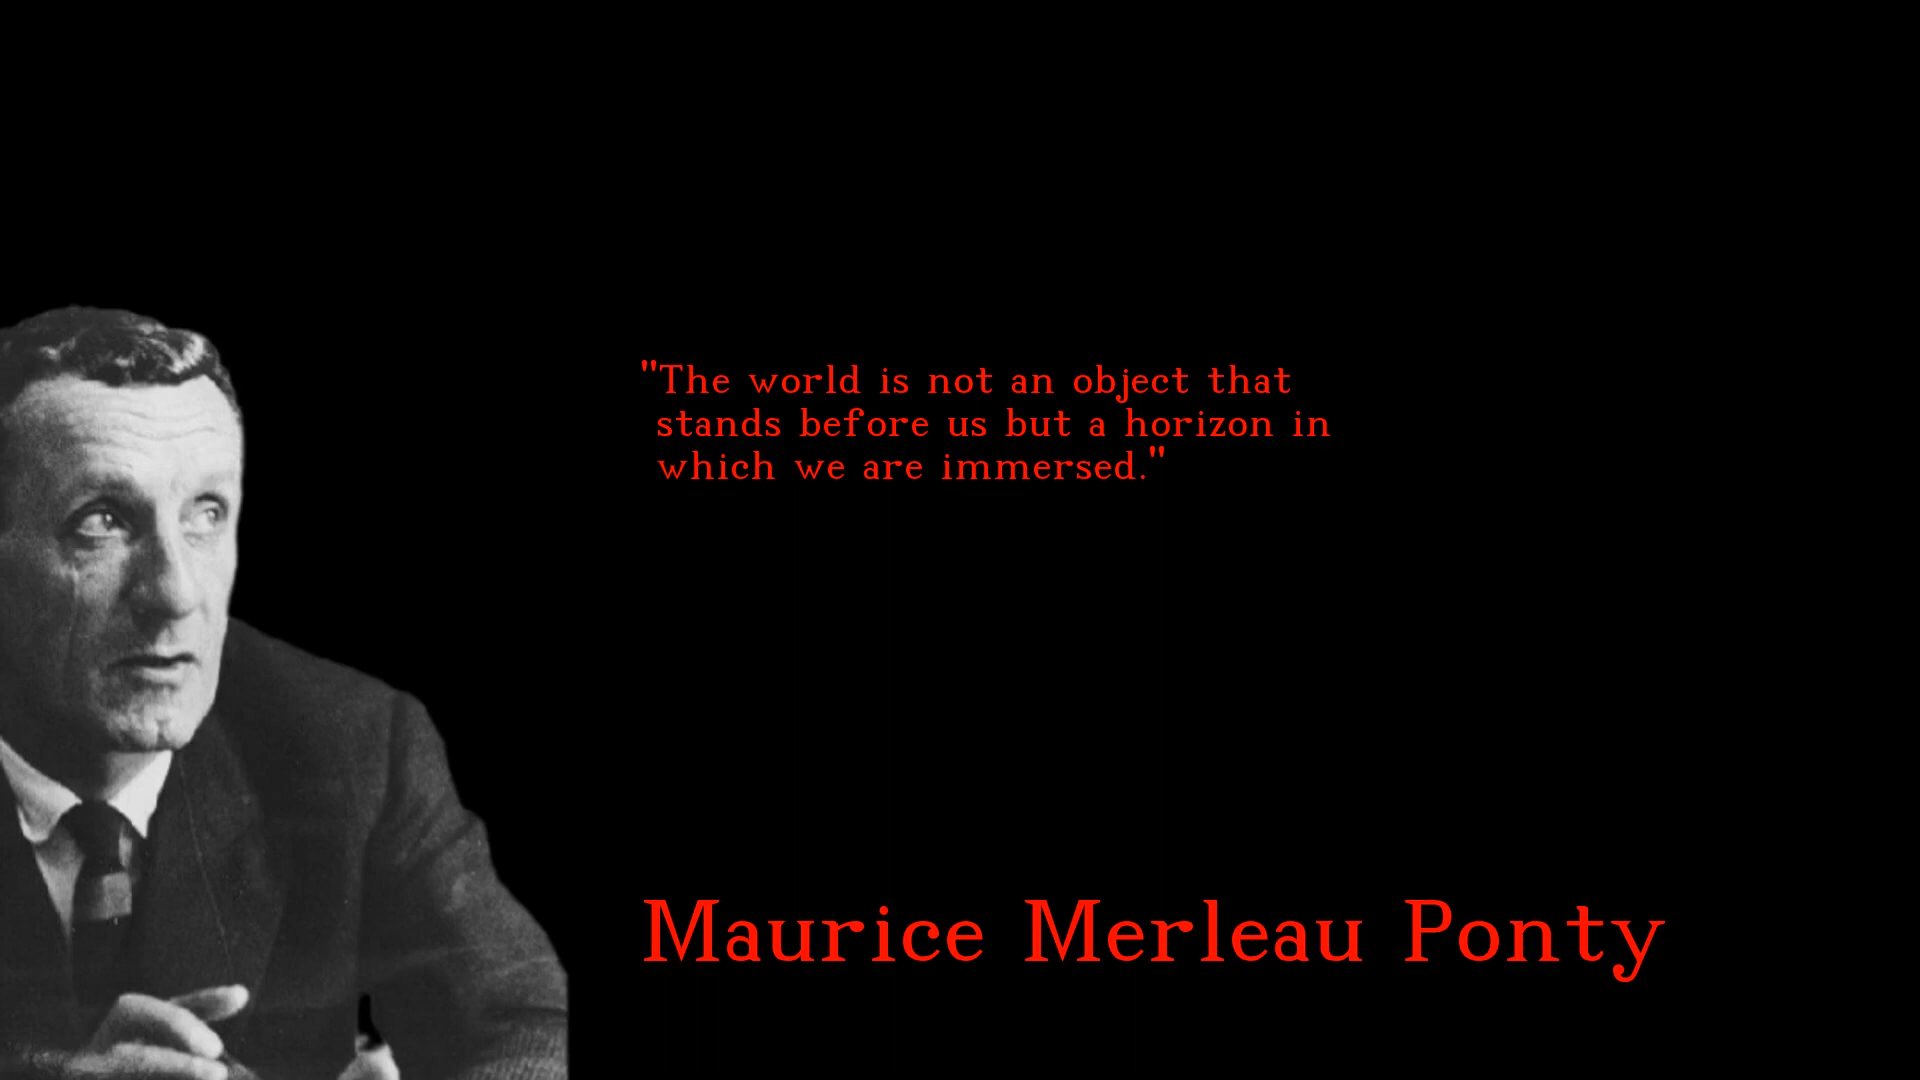 "The world is not an object that
stands before us but a horizon in
which we are immersed."
Maurice Merleau Ponty